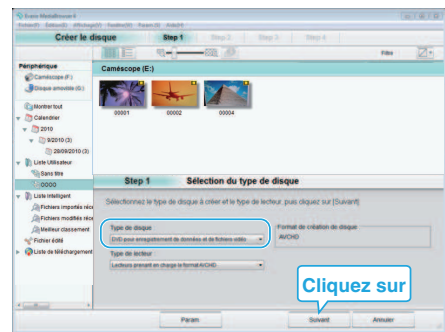 Everio MediaBrowser 4
Créer le disque
Step 1
Step 2
Step 3
Step 4
Filtre
Périphérique
Caméscope (F:)
Disque amovible (G:)
Montrer tout
Calendrier
2010
9/2010 (3)
28/09/2010 (3)
Liste Utilisateur
Sans titre
0000
Liste Intelligent
Fichiers importés réce
Fichiers modifiés réce
Meilleur classement
Fichier édité
Liste de téléchargement
Caméscope (E:)
00001
00002
00004
Step 1
Sélection du type de disque
Sélectionnez le type de disque à créer et le type de lecteur, puis cliquez sur [Suivant].
Type de disque
DVD pour enregistrement de données et de fichiers vidéo
Type de lecteur
Lecteurs prenant en charge le format AVCHD
Format de création de disque
AVCHD
Cliquez sur
Param.
Suivant
Annuler